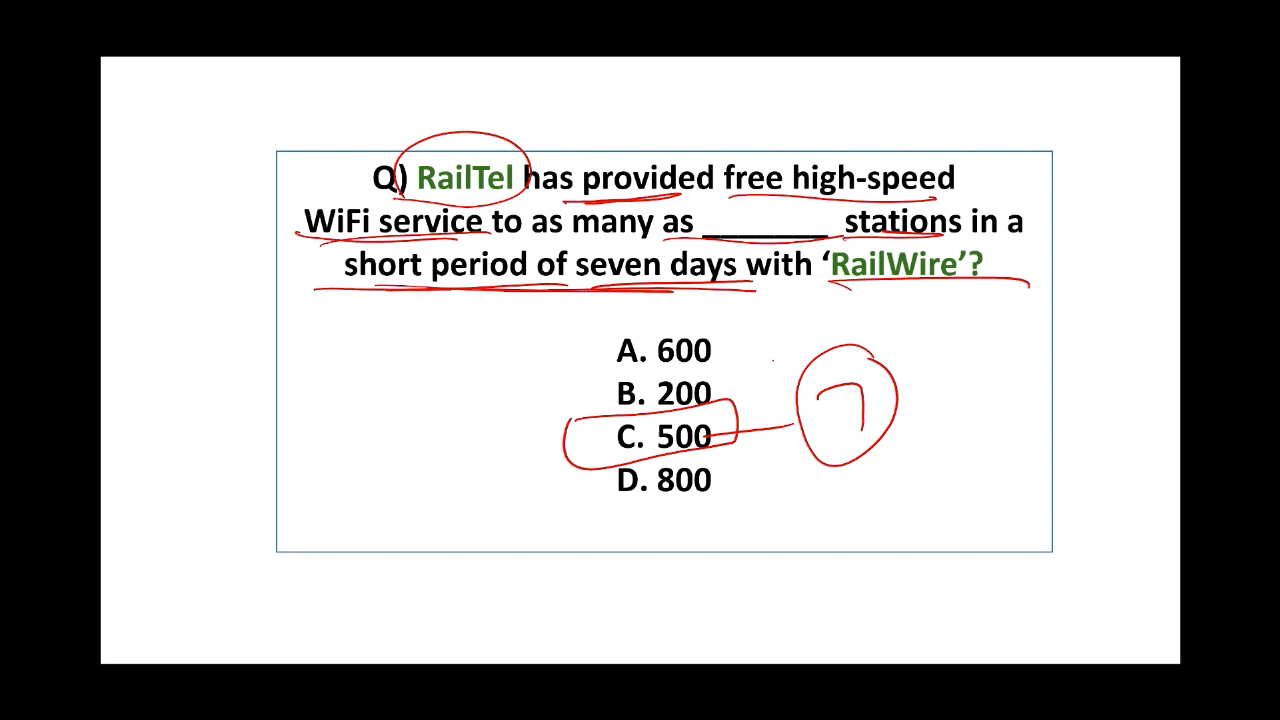 Q) RailTel has provided free high-speed
WiFi service to as many as ________ stations in a
short period of seven days with ‘RailWire’?
A. 600
B. 200
C. 500
D. 800
7